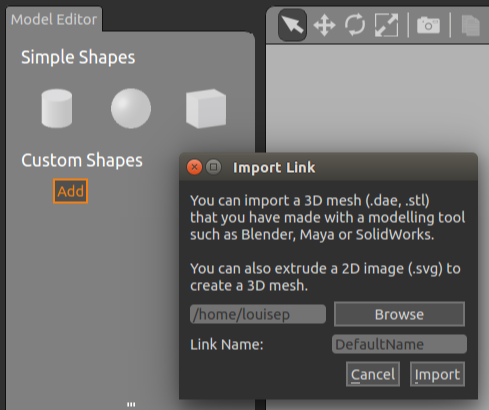 Model Editor
Simple Shapes
Custom Shapes
Add
Import Link
You can import a 3D mesh (.dae, .stl)
that you have made with a modelling tool
such as Blender, Maya or SolidWorks.
You can also extrude a 2D image (.svg) to
create a 3D mesh.
/home/louisep Browse
Link Name: DefaultName
Cancel Import